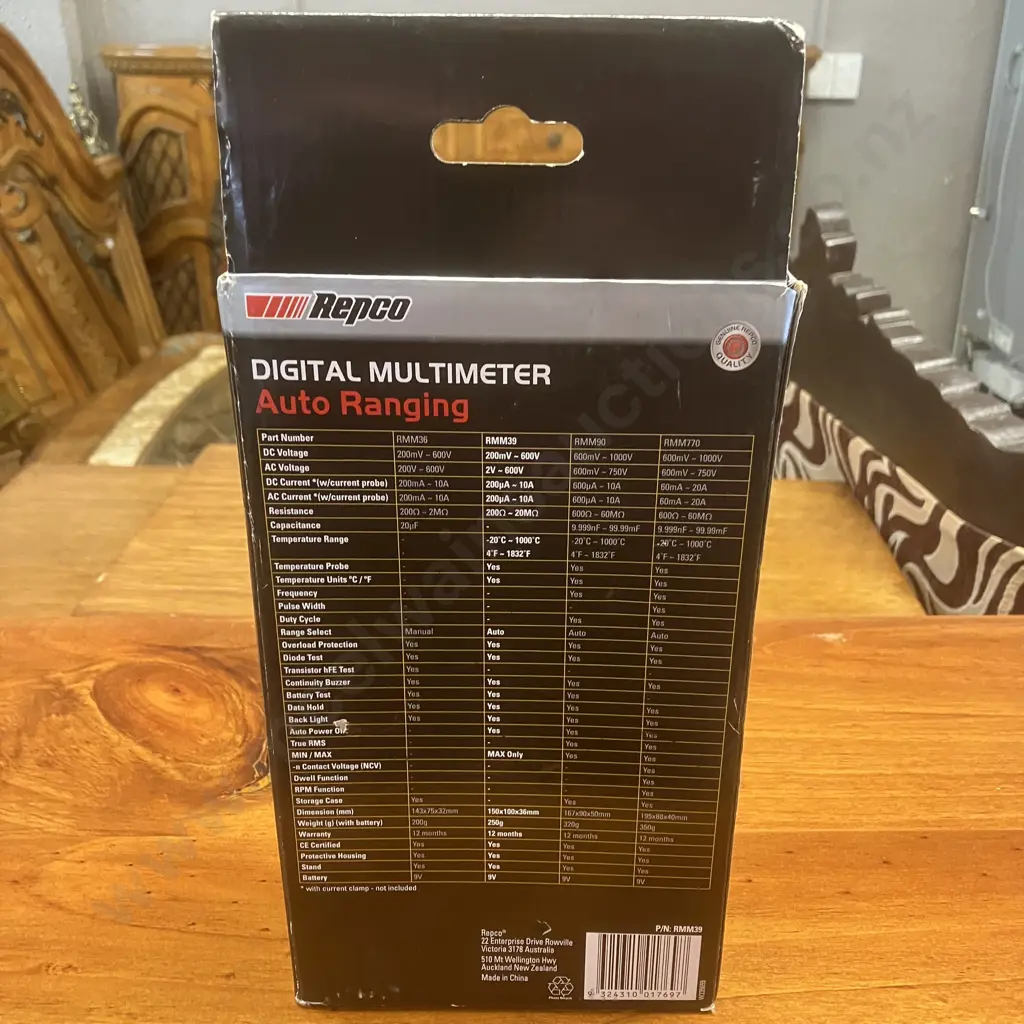 Repco
GENUINE REPCO QUALITY
DIGITAL MULTIMETER
Auto Ranging
Part Number RMM36 RMM39 RMM90 RMM770
DC Voltage 200mV ~ 600V 200mV ~ 600V 600mV ~ 1000V 600mV ~ 1000V
AC Voltage 200V ~ 600V 2V ~ 600V 600mV ~ 750V 600mV ~ 750V
DC Current *(w/current probe) 200mA ~ 10A 200µA ~ 10A 600µA ~ 10A 60mA ~ 20A
AC Current *(w/current probe) 200mA ~ 10A 200µA ~ 10A 600µA ~ 10A 60mA ~ 20A
Resistance 200Ω ~ 2MΩ 200Ω ~ 20MΩ 600Ω ~ 60MΩ 600Ω ~ 60MΩ
Capacitance 20µF - 9.999nF ~ 99.99mF 9.999nF ~ 99.99mF
Temperature Range - -20°C ~ 1000°C -20°C ~ 1000°C -20°C ~ 1000°C
- 4°F ~ 1832°F 4°F ~ 1832°F 4°F ~ 1832°F
Temperature Probe - Yes Yes Yes
Temperature Units °C / °F - Yes Yes Yes
Frequency - - Yes Yes
Pulse Width - - - Yes
Duty Cycle - - Yes Yes
Range Select Manual Auto Auto Auto
Overload Protection Yes Yes Yes Yes
Diode Test Yes Yes Yes Yes
Transistor hFE Test Yes - - -
Continuity Buzzer Yes Yes Yes Yes
Battery Test Yes Yes Yes -
Data Hold Yes Yes Yes Yes
Back Light Yes Yes Yes Yes
Auto Power Off - Yes Yes Yes
True RMS - - Yes Yes
MIN / MAX - MAX Only Yes Yes
-n Contact Voltage (NCV) - - - Yes
Dwell Function - - - Yes
RPM Function - - - Yes
Storage Case Yes - Yes Yes
Dimension (mm) 143x75x32mm 150x100x36mm 167x90x50mm 195x88x40mm
Weight (g) (with battery) 200g 250g 320g 350g
Warranty 12 months 12 months 12 months 12 months
CE Certified Yes Yes Yes Yes
Protective Housing Yes Yes Yes Yes
Stand Yes Yes Yes Yes
Battery 9V 9V 9V 9V
* with current clamp - not included
P/N: RMM39
Repco®
22 Enterprise Drive Rowville
Victoria 3178 Australia
510 Mt Wellington Hwy
Auckland New Zealand
Made in China
9 324310 017697